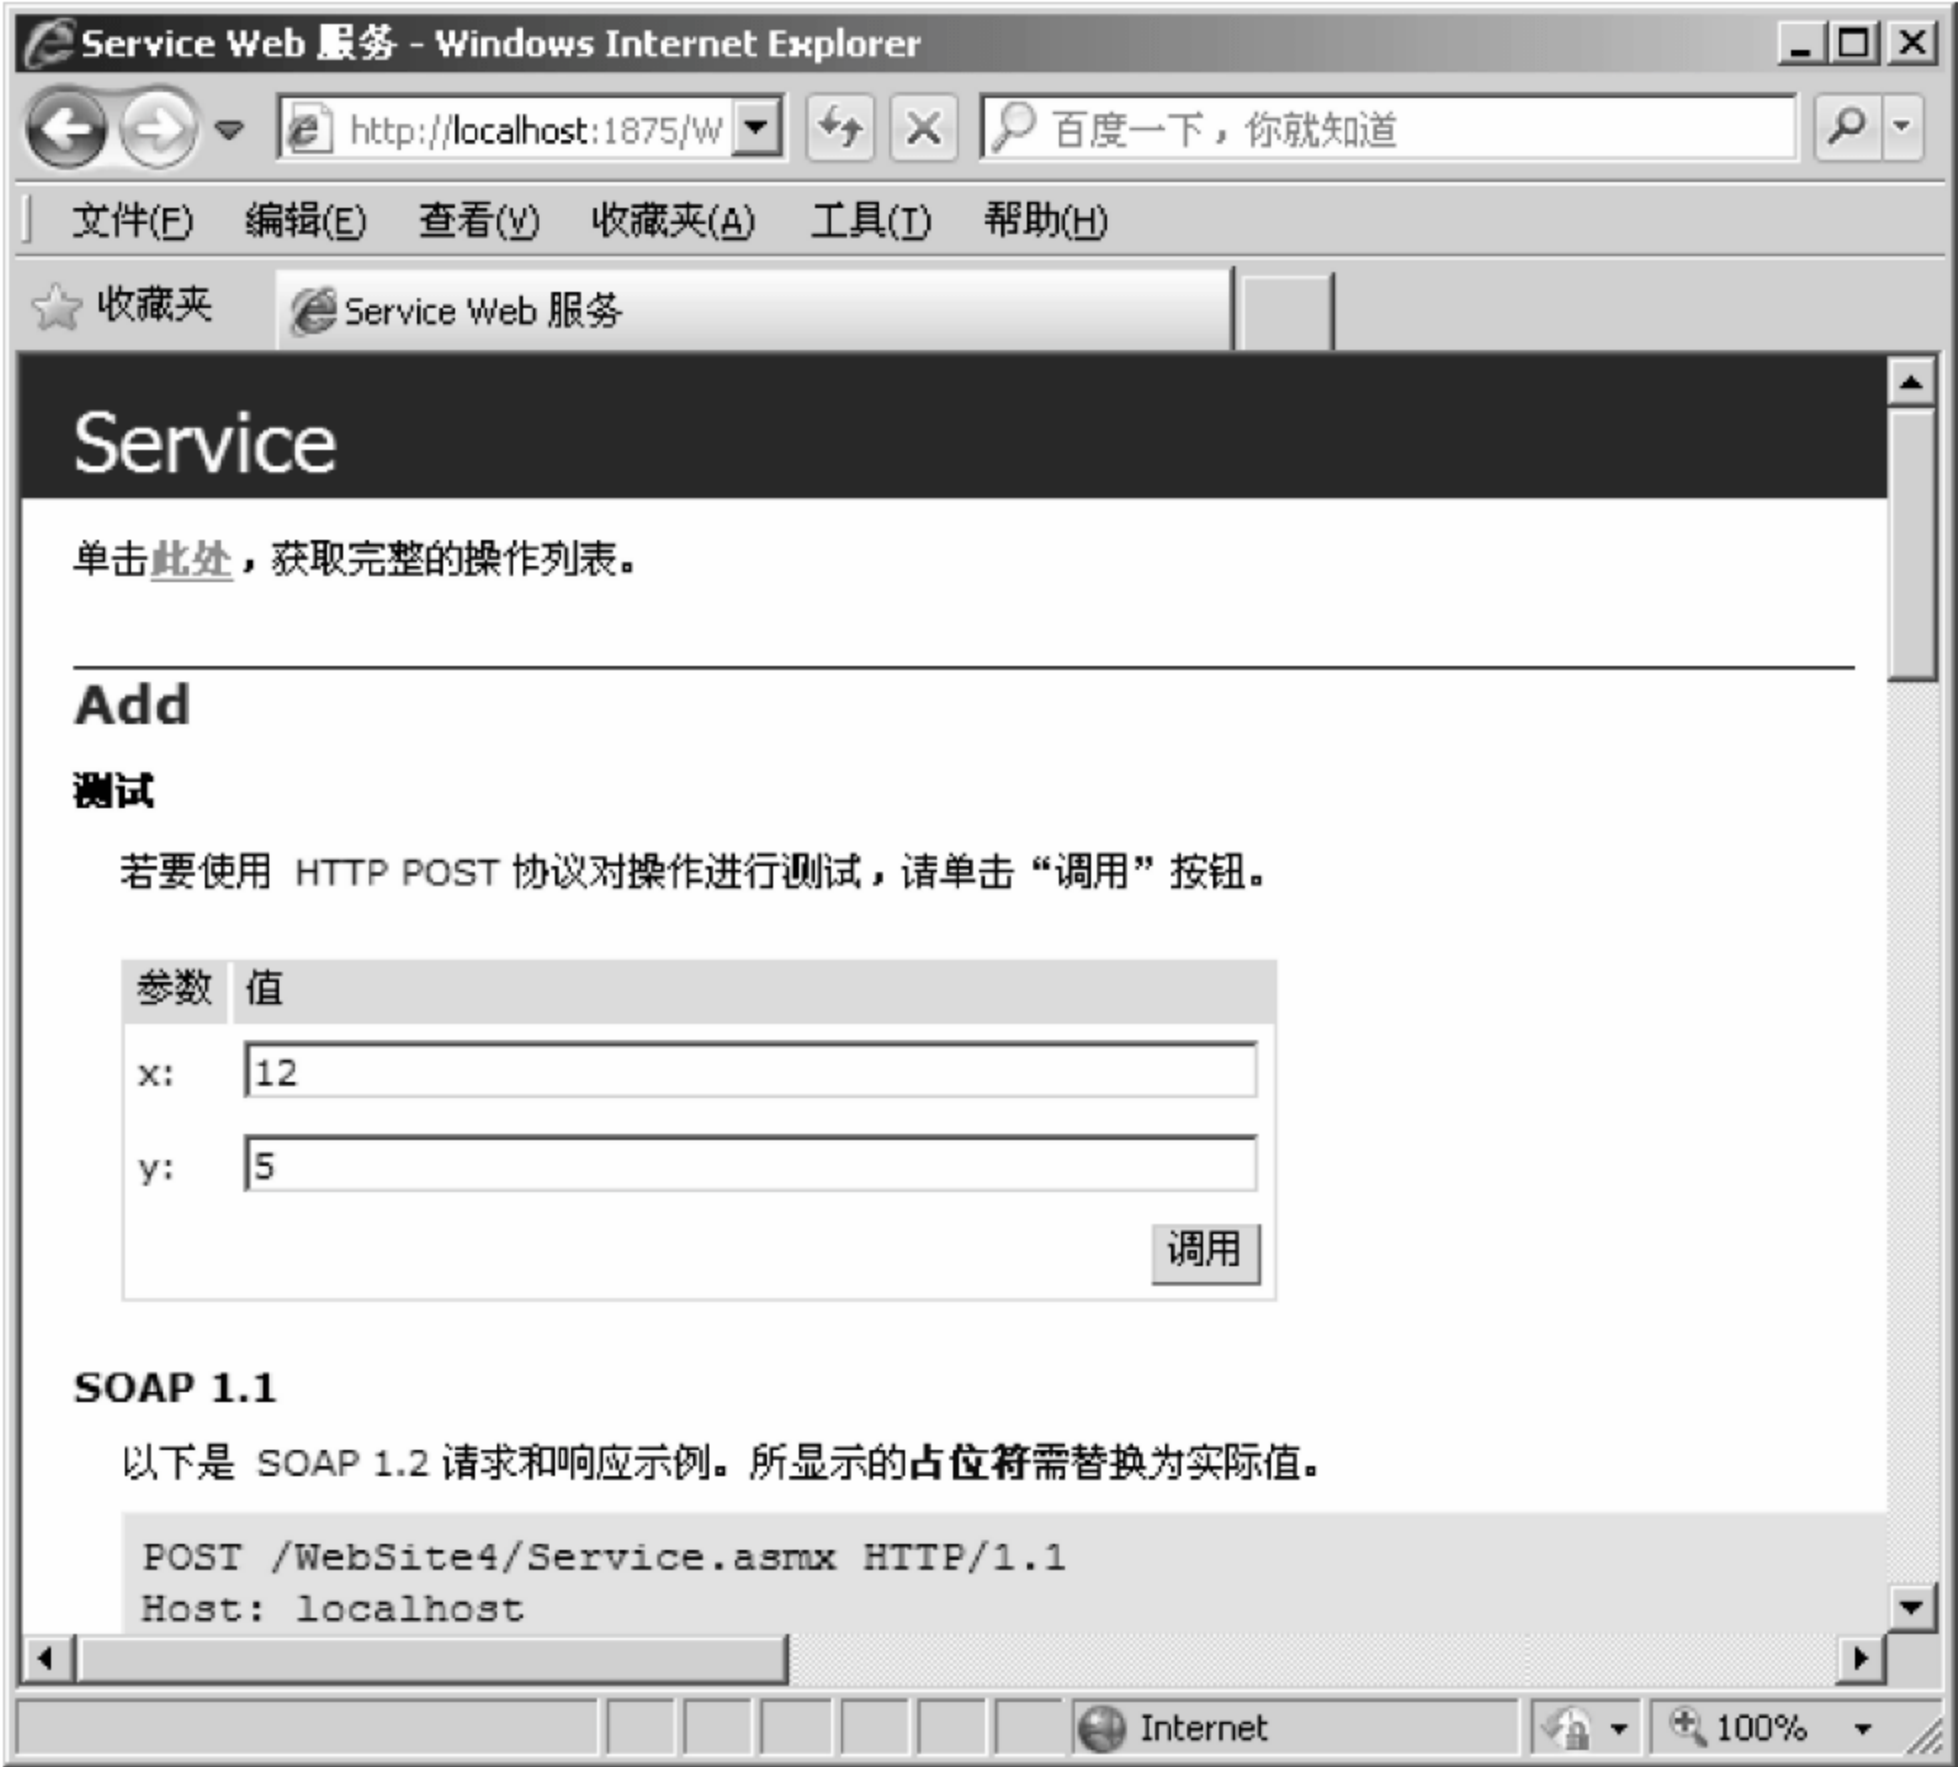 Service Web 服务 - Windows Internet Explorer
http://localhost:1875/W
百度一下，你就知道
文件(F) 编辑(E) 查看(V) 收藏夹(A) 工具(T) 帮助(H)
收藏夹 Service Web 服务
Service
单击此处，获取完整的操作列表。
Add
测试
若要使用 HTTP POST 协议对操作进行测试，请单击“调用”按钮。
参数 值
x: 12
y: 5
调用
SOAP 1.1
以下是 SOAP 1.2 请求和响应示例。所显示的占位符需替换为实际值。
POST /WebSite4/Service.asmx HTTP/1.1
Host: localhost
Internet 100%